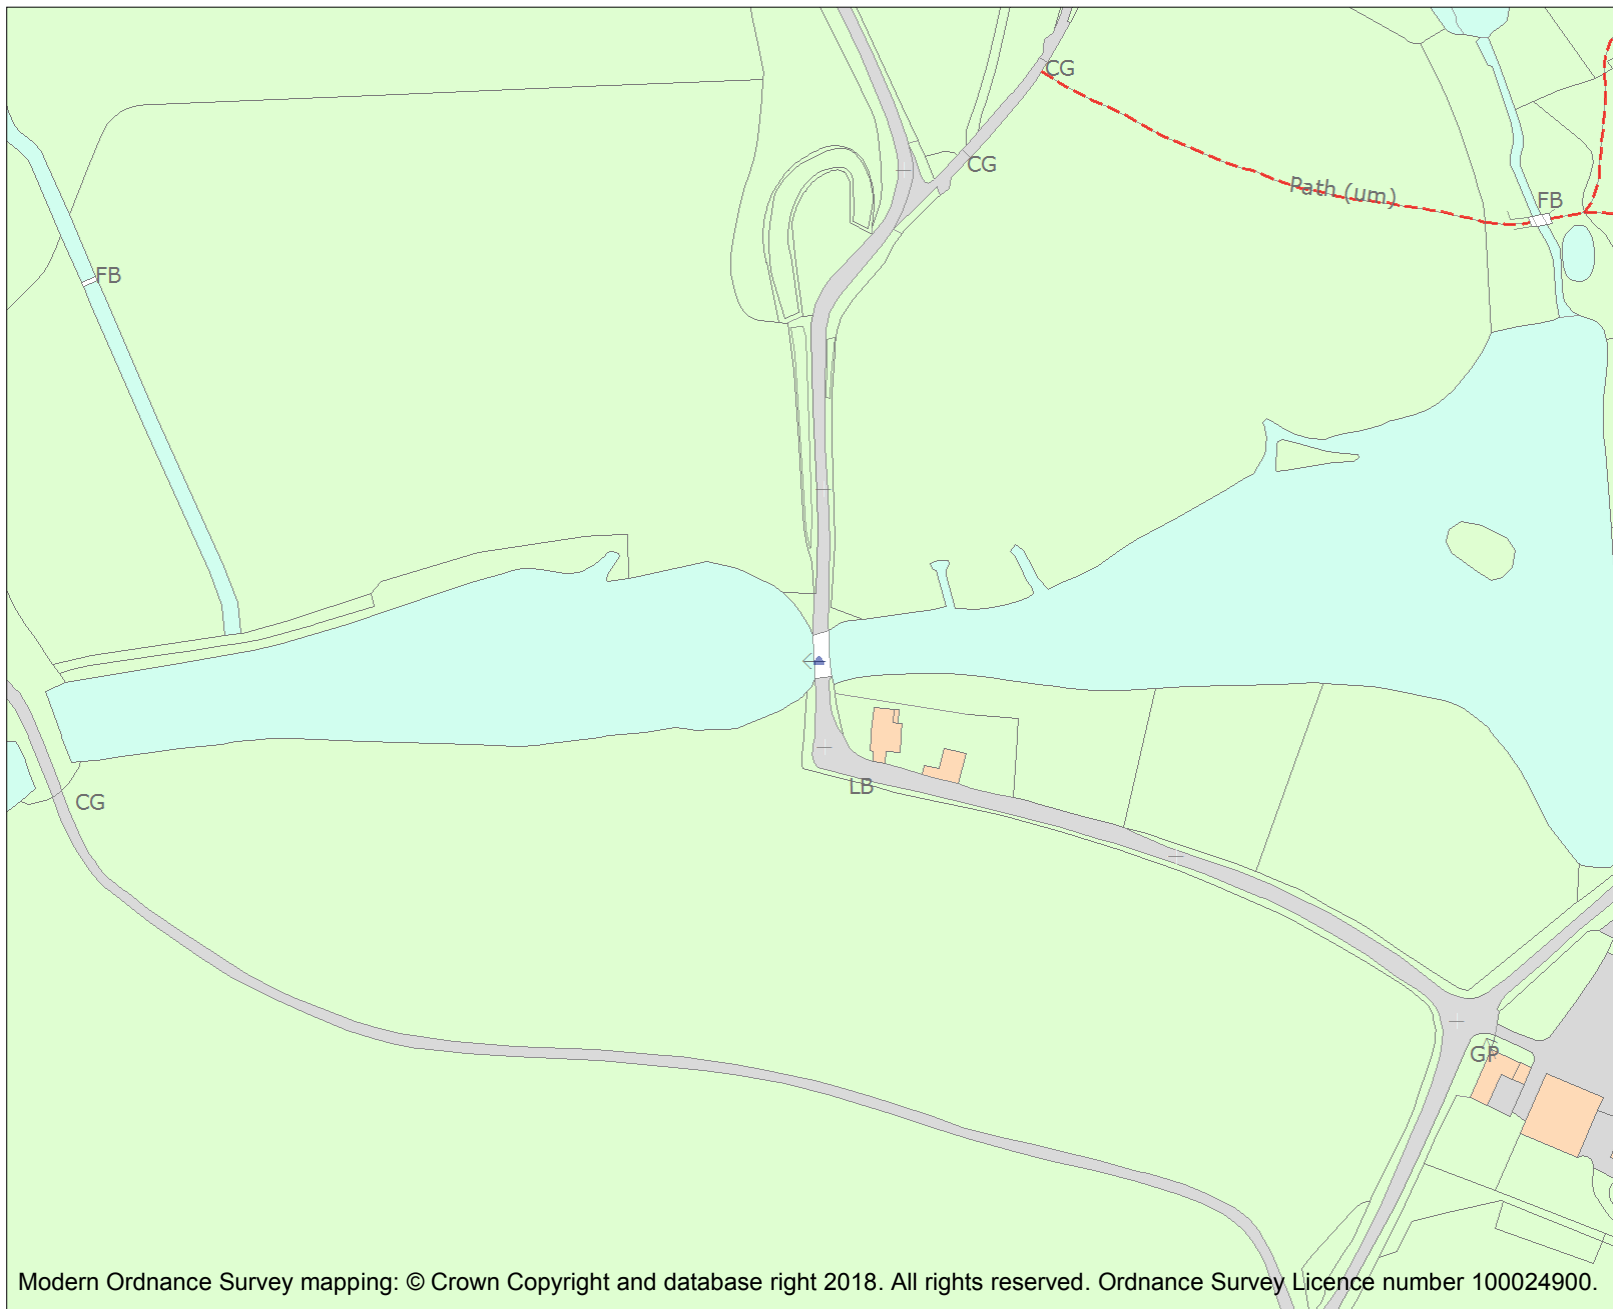 CG
CG
Path (um)
FB
FB
LB
CG
GP
Modern Ordnance Survey mapping: © Crown Copyright and database right 2018. All rights reserved. Ordnance Survey Licence number 100024900.